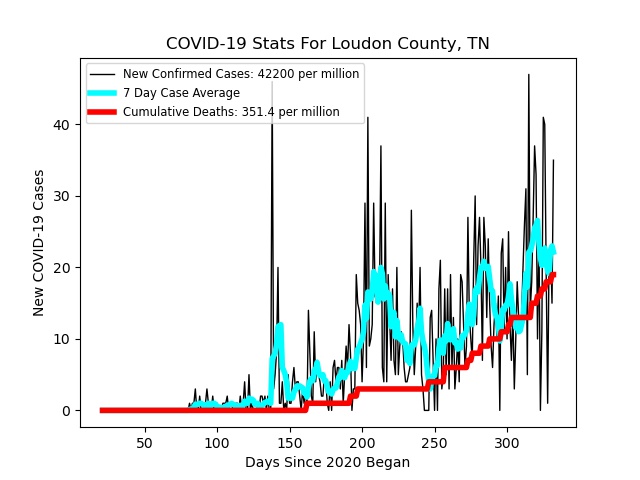 COVID-19 Stats For Loudon County, TN
New Confirmed Cases: 42200 per million
7 Day Case Average
Cumulative Deaths: 351.4 per million
New COVID-19 Cases
40
30
20
10
0
50 100 150 200 250 300
Days Since 2020 Began